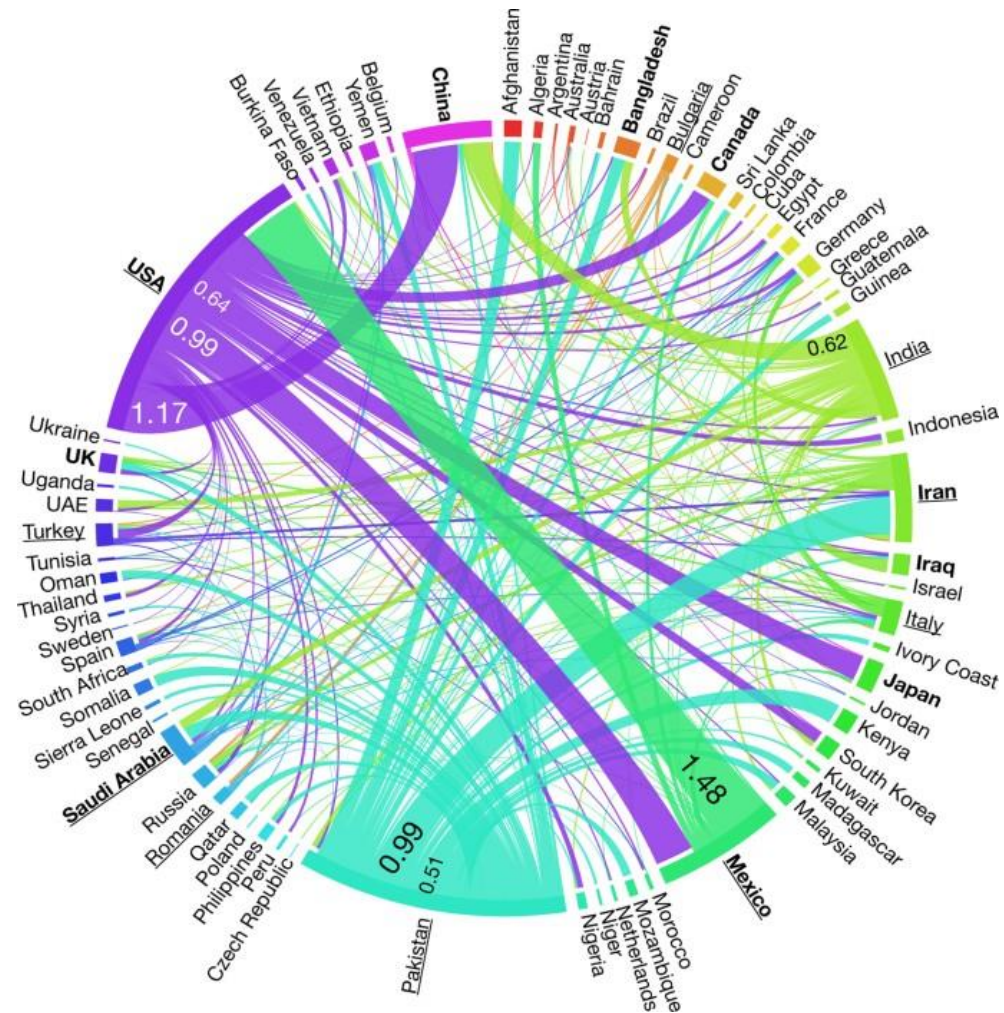 Afghanistan
Algeria
Argentina
Australia
Austria
Bahrain
Bangladesh
Brazil
Bulgaria
Cameroon
Canada
Sri Lanka
Colombia
Cuba
Egypt
France
Germany
Greece
Guatemala
Guinea
India
Indonesia
Iran
Iraq
Israel
Italy
Ivory Coast
Japan
Jordan
Kenya
South Korea
Kuwait
Madagascar
Malaysia
Mexico
Morocco
Mozambique
Netherlands
Niger
Nigeria
Pakistan
Czech Republic
Peru
Philippines
Poland
Qatar
Romania
Russia
Saudi Arabia
Senegal
Sierra Leone
Somalia
South Africa
Spain
Sweden
Syria
Thailand
Oman
Tunisia
Turkey
UAE
Uganda
UK
Ukraine
USA
Burkina Faso
Venezuela
Vietnam
Ethiopia
Yemen
Belgium
China
0.64
0.99
1.17
0.62
1.48
0.99
0.51